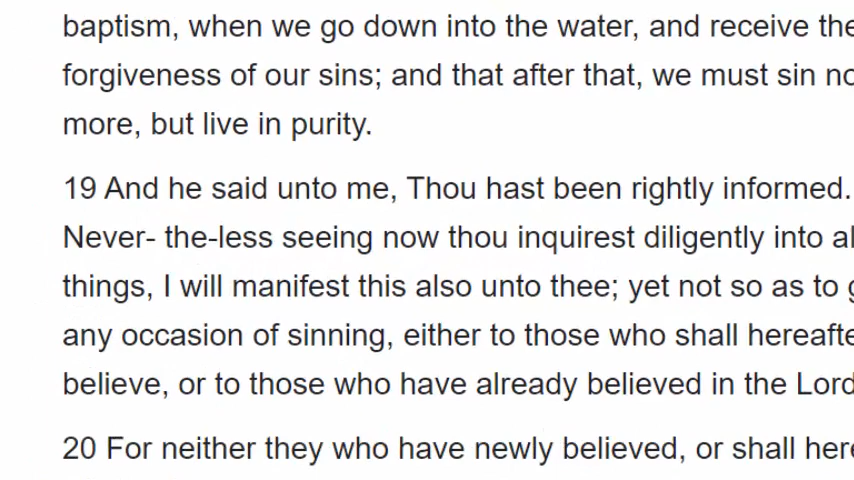 baptism, when we go down into the water, and receive the
forgiveness of our sins; and that after that, we must sin no
more, but live in purity.
19 And he said unto me, Thou hast been rightly informed.
Never- the-less seeing now thou inquirest diligently into
things, I will manifest this also unto thee; yet not so as to
any occasion of sinning, either to those who shall
believe, or to those who have already believed in the Lord
20 For neither they who have newly believed, or shall